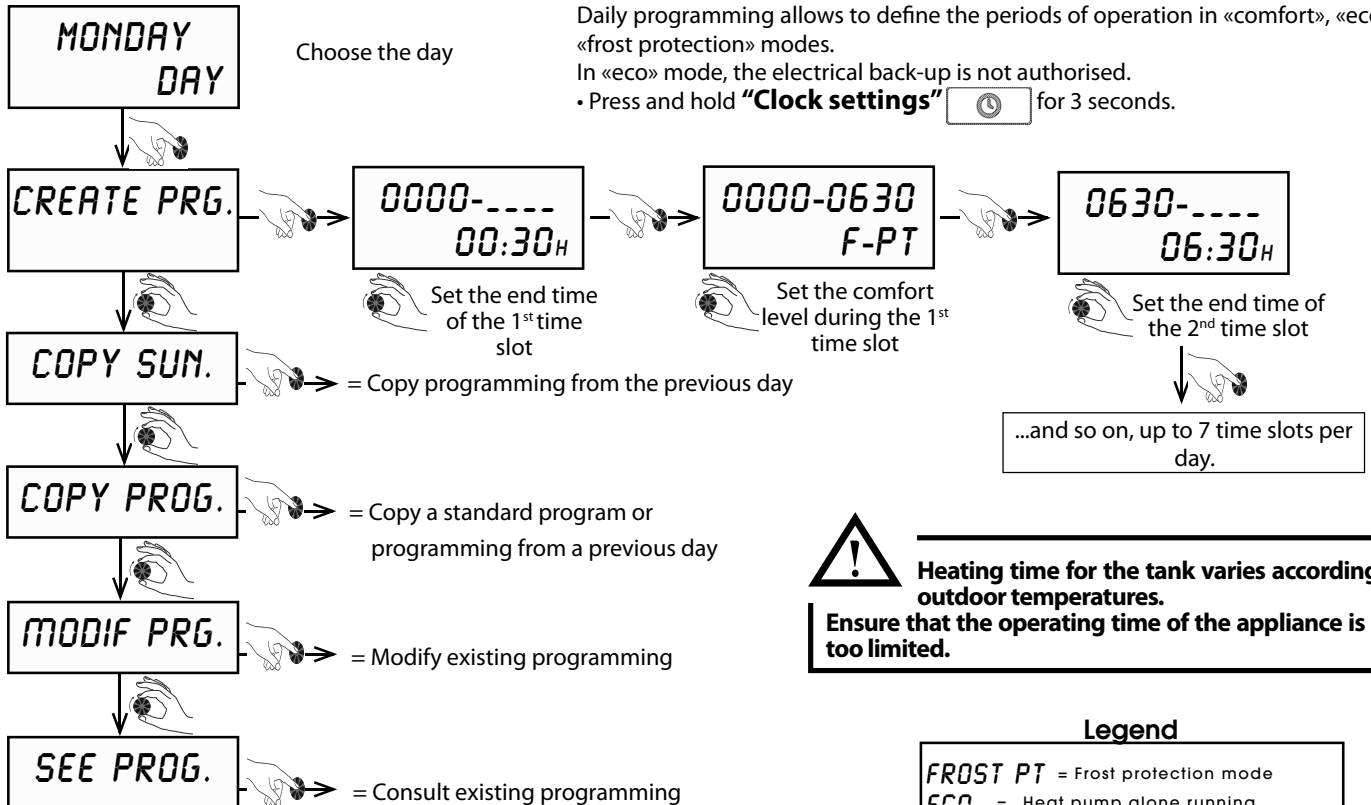 MONDAY
DAY
Choose the day
Daily programming allows to define the periods of operation in «comfort», «eco
«frost protection» modes.
In «eco» mode, the electrical back-up is not authorised.
• Press and hold "Clock settings" for 3 seconds.
CREATE PRG.
0000-____
00:30H
0000-0630
F-PT
0630-____
06:30H
Set the end time
of the 1st time
slot
Set the comfort
level during the 1st
time slot
Set the end time of
the 2nd time slot
...and so on, up to 7 time slots per
day.
COPY SUN.
= Copy programming from the previous day
COPY PROG.
= Copy a standard program or
programming from a previous day
Heating time for the tank varies according
outdoor temperatures.
Ensure that the operating time of the appliance is
too limited.
MODIF PRG.
= Modify existing programming
SEE PROG.
= Consult existing programming
Legend
FROST PT = Frost protection mode
ECO = Heat pump alone running